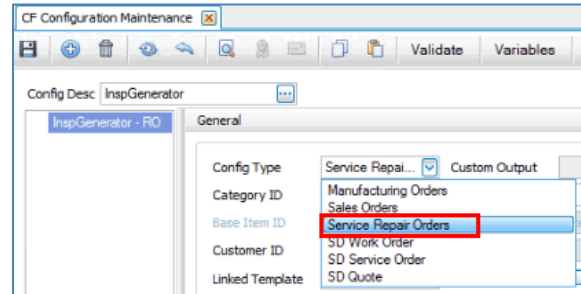 CF Configuration Maintenance
Validate Variables
Config Desc InspGenerator
InspGenerator - RO
General
Config Type Service Repai... Custom Output
Category ID
Base Item ID
Customer ID
Linked Template
Manufacturing Orders
Sales Orders
Service Repair Orders
SD Work Order
SD Service Order
SD Quote